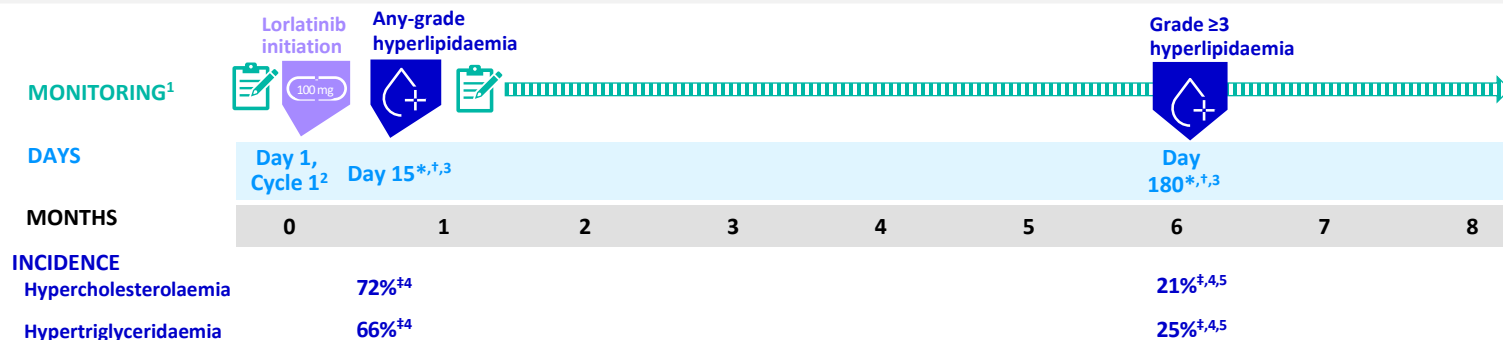 Lorlatinib
initiation
Any-grade
hyperlipidaemia
Grade ≥3
hyperlipidaemia
MONITORING¹
100 mg
DAYS
Day 1,
Cycle 1²
Day 15*,†,³
Day
180*,†,³
MONTHS
0 1 2 3 4 5 6 7 8
INCIDENCE
Hypercholesterolaemia 72%‡⁴ 21%‡,⁴,⁵
Hypertriglyceridaemia 66%‡⁴ 25%‡,⁴,⁵